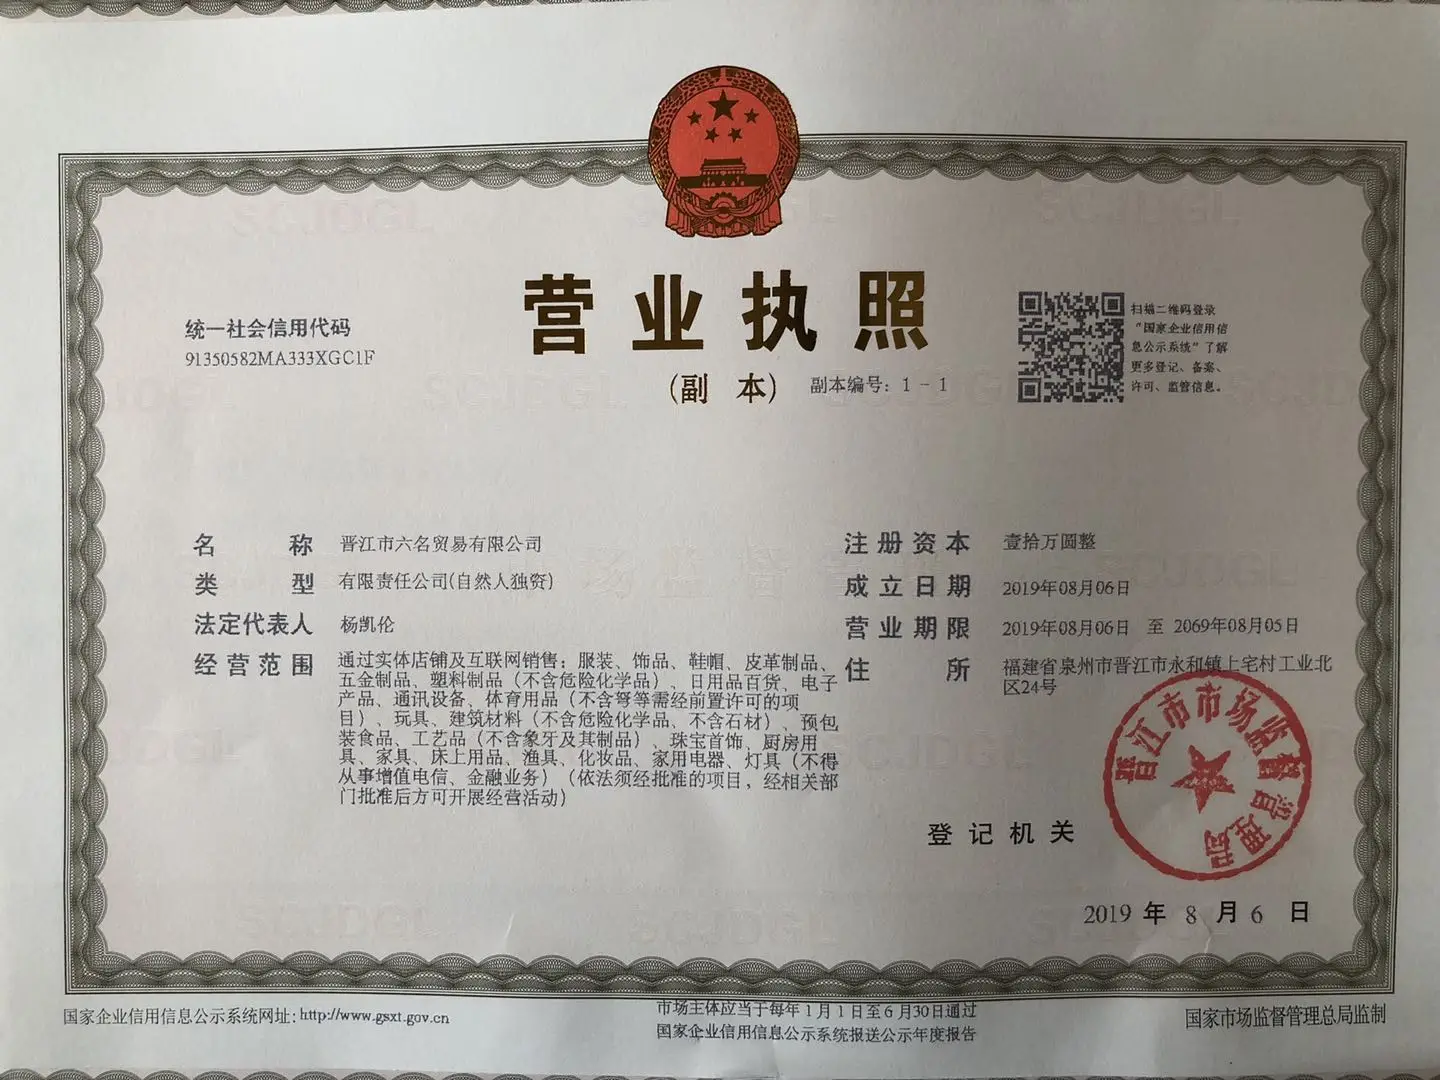 营业执照
(副 本) 副本编号：1－1
统一社会信用代码
91350582MA333XGC1F
扫描二维码登录
“国家企业信用信
息公示系统”了解
更多登记、备案、
许可、监管信息。
名 称 晋江市六名贸易有限公司
类 型 有限责任公司(自然人独资)
法定代表人 杨凯伦
经营范围 通过实体店铺及互联网销售：服装、饰品、鞋帽、皮革制品、
五金制品、塑料制品（不含危险化学品）、日用品百货、电子
产品、通讯设备、体育用品（不含弩等需经前置许可的项
目）、玩具、建筑材料（不含危险化学品、不含石材）、预包
装食品、工艺品（不含象牙及其制品）、珠宝首饰、厨房用
具、家具、床上用品、渔具、化妆品、家用电器、灯具（不得
从事增值电信、金融业务）（依法须经批准的项目，经相关部
门批准后方可开展经营活动）
注册资本 壹拾万圆整
成立日期 2019年08月06日
营业期限 2019年08月06日 至 2069年08月05日
住 所 福建省泉州市晋江市永和镇上宅村工业北
区24号
晋江市市场监督管理局
登记机关
2019 年 8 月 6 日
国家企业信用信息公示系统网址：http://www.gsxt.gov.cn
市场主体应当于每年1月1日至6月30日通过
国家企业信用信息公示系统报送公示年度报告
国家市场监督管理总局监制